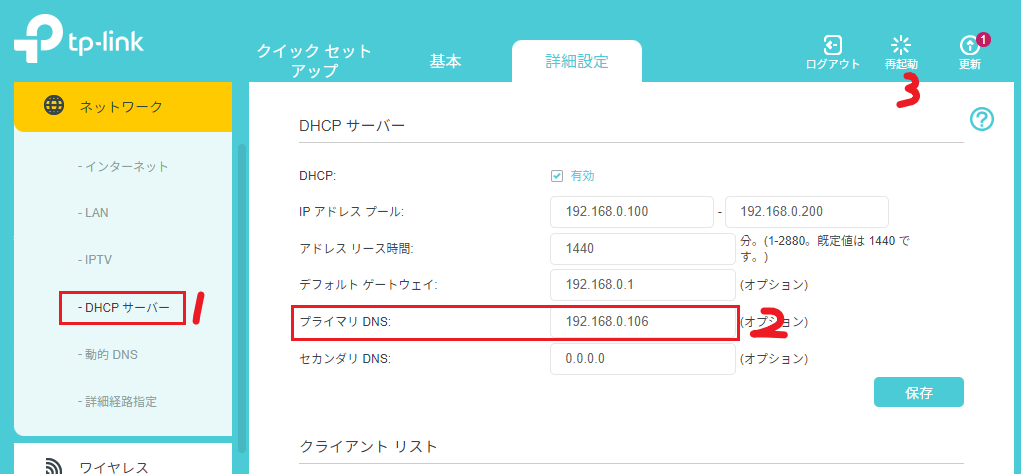 tp-link
クイック セット
アップ
基本
詳細設定
ログアウト
再起動
更新
1
3
ネットワーク
- インターネット
- LAN
- IPTV
- DHCP サーバー
1
- 動的 DNS
- 詳細経路指定
ワイヤレス
DHCP サーバー
?
DHCP:
有効
IP アドレス プール:
192.168.0.100 - 192.168.0.200
アドレス リース時間:
1440
分。(1-2880。既定値は 1440 で
す。)
デフォルト ゲートウェイ:
192.168.0.1
(オプション)
プライマリ DNS:
192.168.0.106
(オプション)
2
セカンダリ DNS:
0.0.0.0
(オプション)
保存
クライアント リスト